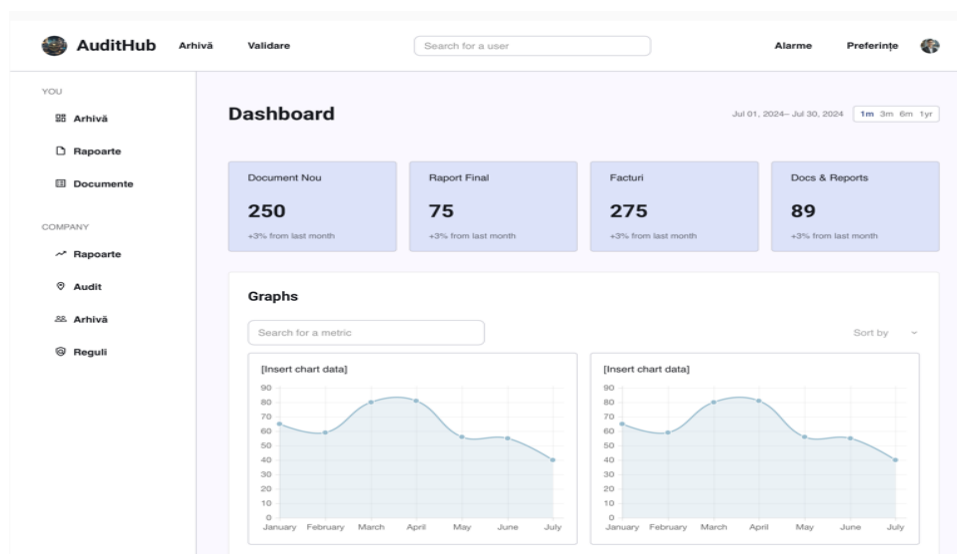 AuditHub
Arhivă
Validare
Search for a user
Alarme
Preferințe
YOU
Arhivă
Rapoarte
Documente
COMPANY
Rapoarte
Audit
Arhivă
Reguli
Dashboard
Jul 01, 2024– Jul 30, 2024
1m 3m 6m 1yr
Document Nou
250
+3% from last month
Raport Final
75
+3% from last month
Facturi
275
+3% from last month
Docs & Reports
89
+3% from last month
Graphs
Search for a metric
Sort by
[Insert chart data]
90
80
70
60
50
40
30
20
10
0
January February March April May June July
[Insert chart data]
90
80
70
60
50
40
30
20
10
0
January February March April May June July